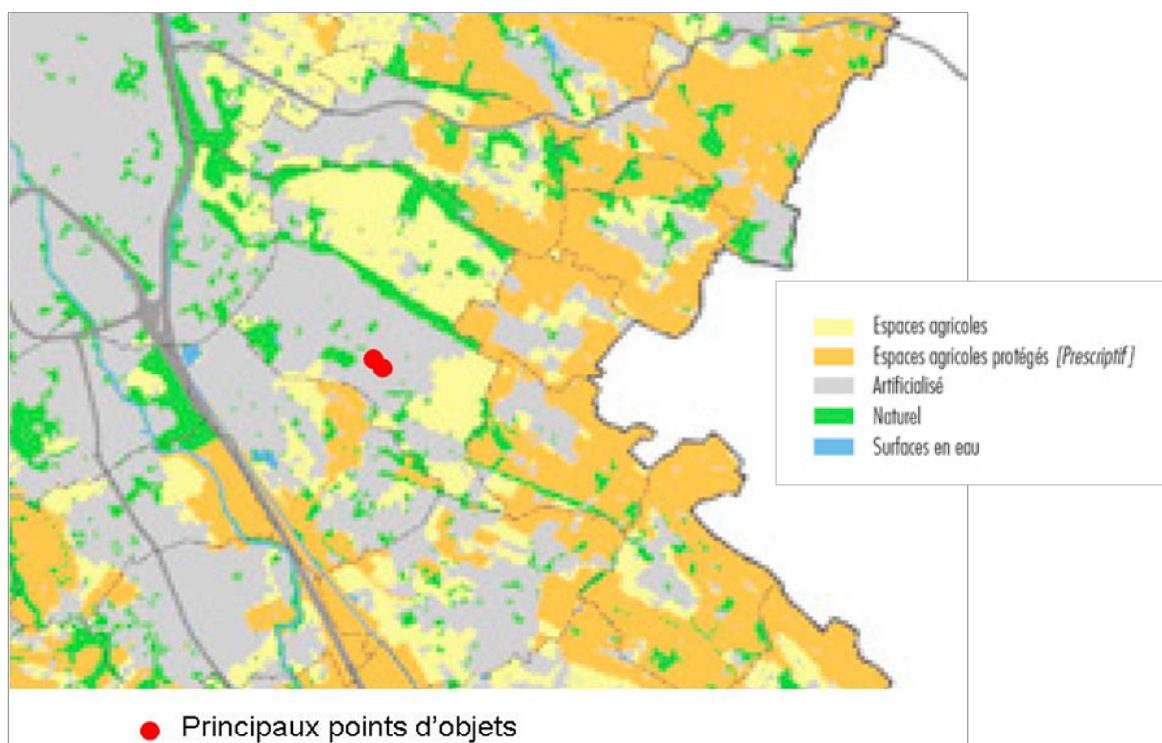 Espaces agricoles
Espaces agricoles protégés [Prescriptif]
Artificialisé
Naturel
Surfaces en eau
Principaux points d'objets